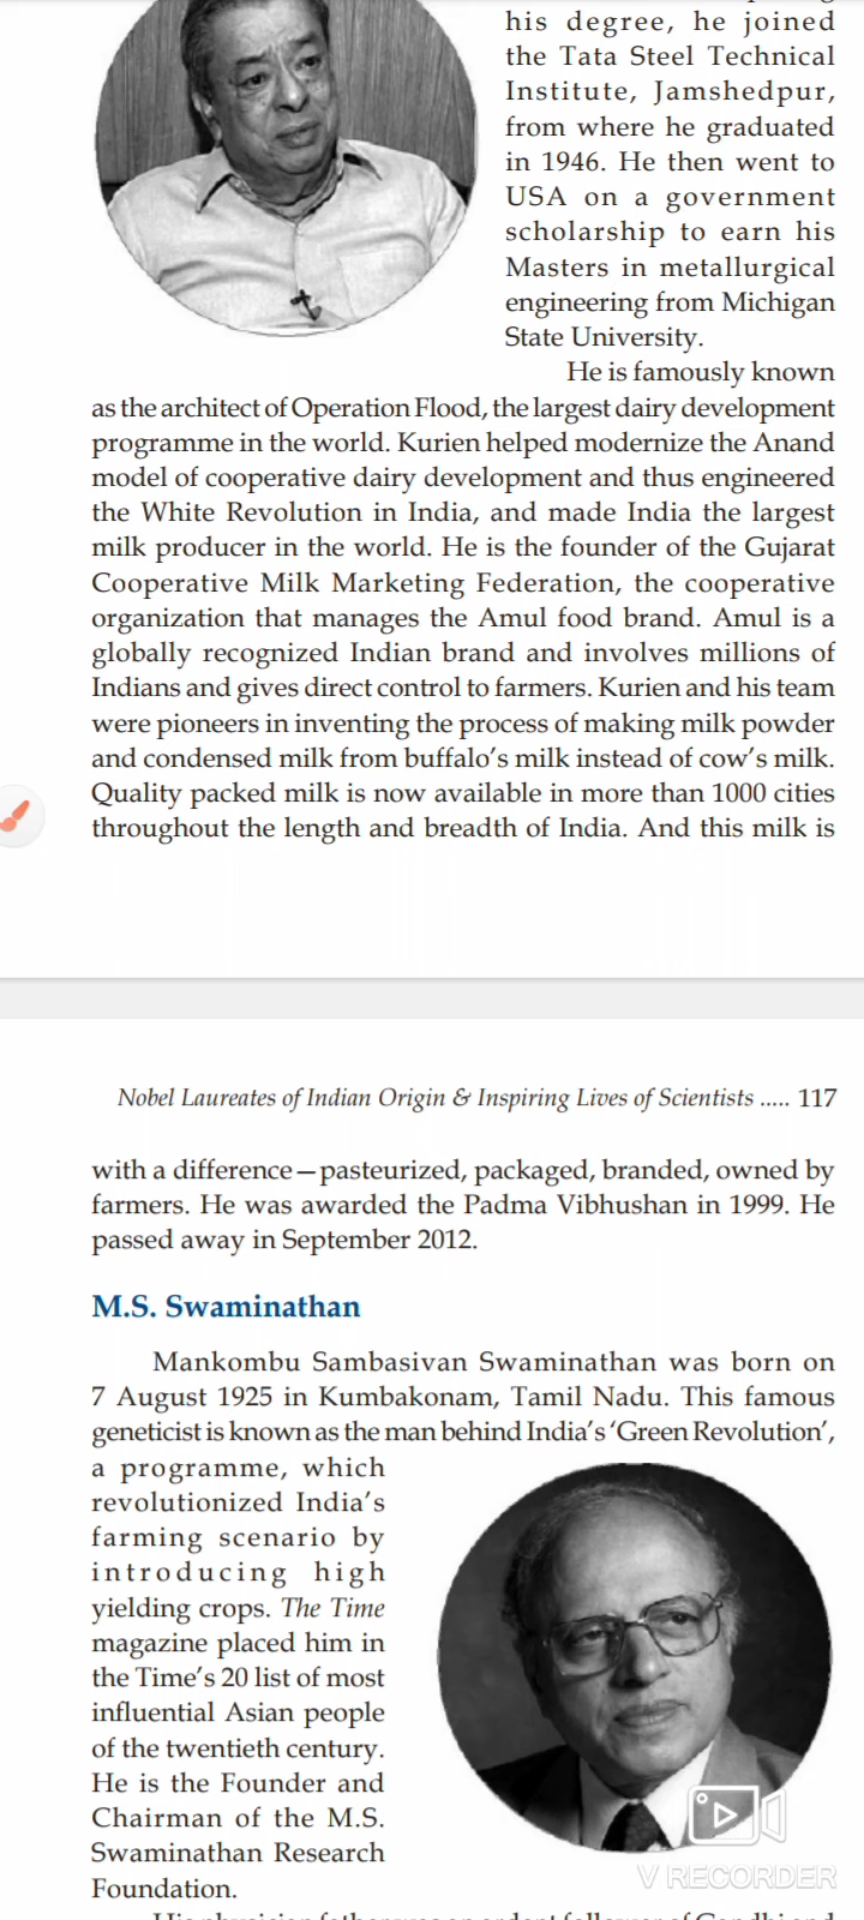 his degree, he joined
the Tata Steel Technical
Institute, Jamshedpur,
from where he graduated
in 1946. He then went to
USA on a government
scholarship to earn his
Masters in metallurgical
engineering from Michigan
State University.
He is famously known
as the architect of Operation Flood, the largest dairy development
programme in the world. Kurien helped modernize the Anand
model of cooperative dairy development and thus engineered
the White Revolution in India, and made India the largest
milk producer in the world. He is the founder of the Gujarat
Cooperative Milk Marketing Federation, the cooperative
organization that manages the Amul food brand. Amul is a
globally recognized Indian brand and involves millions of
Indians and gives direct control to farmers. Kurien and his team
were pioneers in inventing the process of making milk powder
and condensed milk from buffalo’s milk instead of cow’s milk.
Quality packed milk is now available in more than 1000 cities
throughout the length and breadth of India. And this milk is
Nobel Laureates of Indian Origin & Inspiring Lives of Scientists ..... 117
with a difference—pasteurized, packaged, branded, owned by
farmers. He was awarded the Padma Vibhushan in 1999. He
passed away in September 2012.
M.S. Swaminathan
Mankombu Sambasivan Swaminathan was born on
7 August 1925 in Kumbakonam, Tamil Nadu. This famous
geneticist is known as the man behind India’s ‘Green Revolution’,
a programme, which
revolutionized India’s
farming scenario by
introducing high
yielding crops. The Time
magazine placed him in
the Time’s 20 list of most
influential Asian people
of the twentieth century.
He is the Founder and
Chairman of the M.S.
Swaminathan Research
Foundation.
V RECORDER
His physician father was an ardent follower of Gandhi and